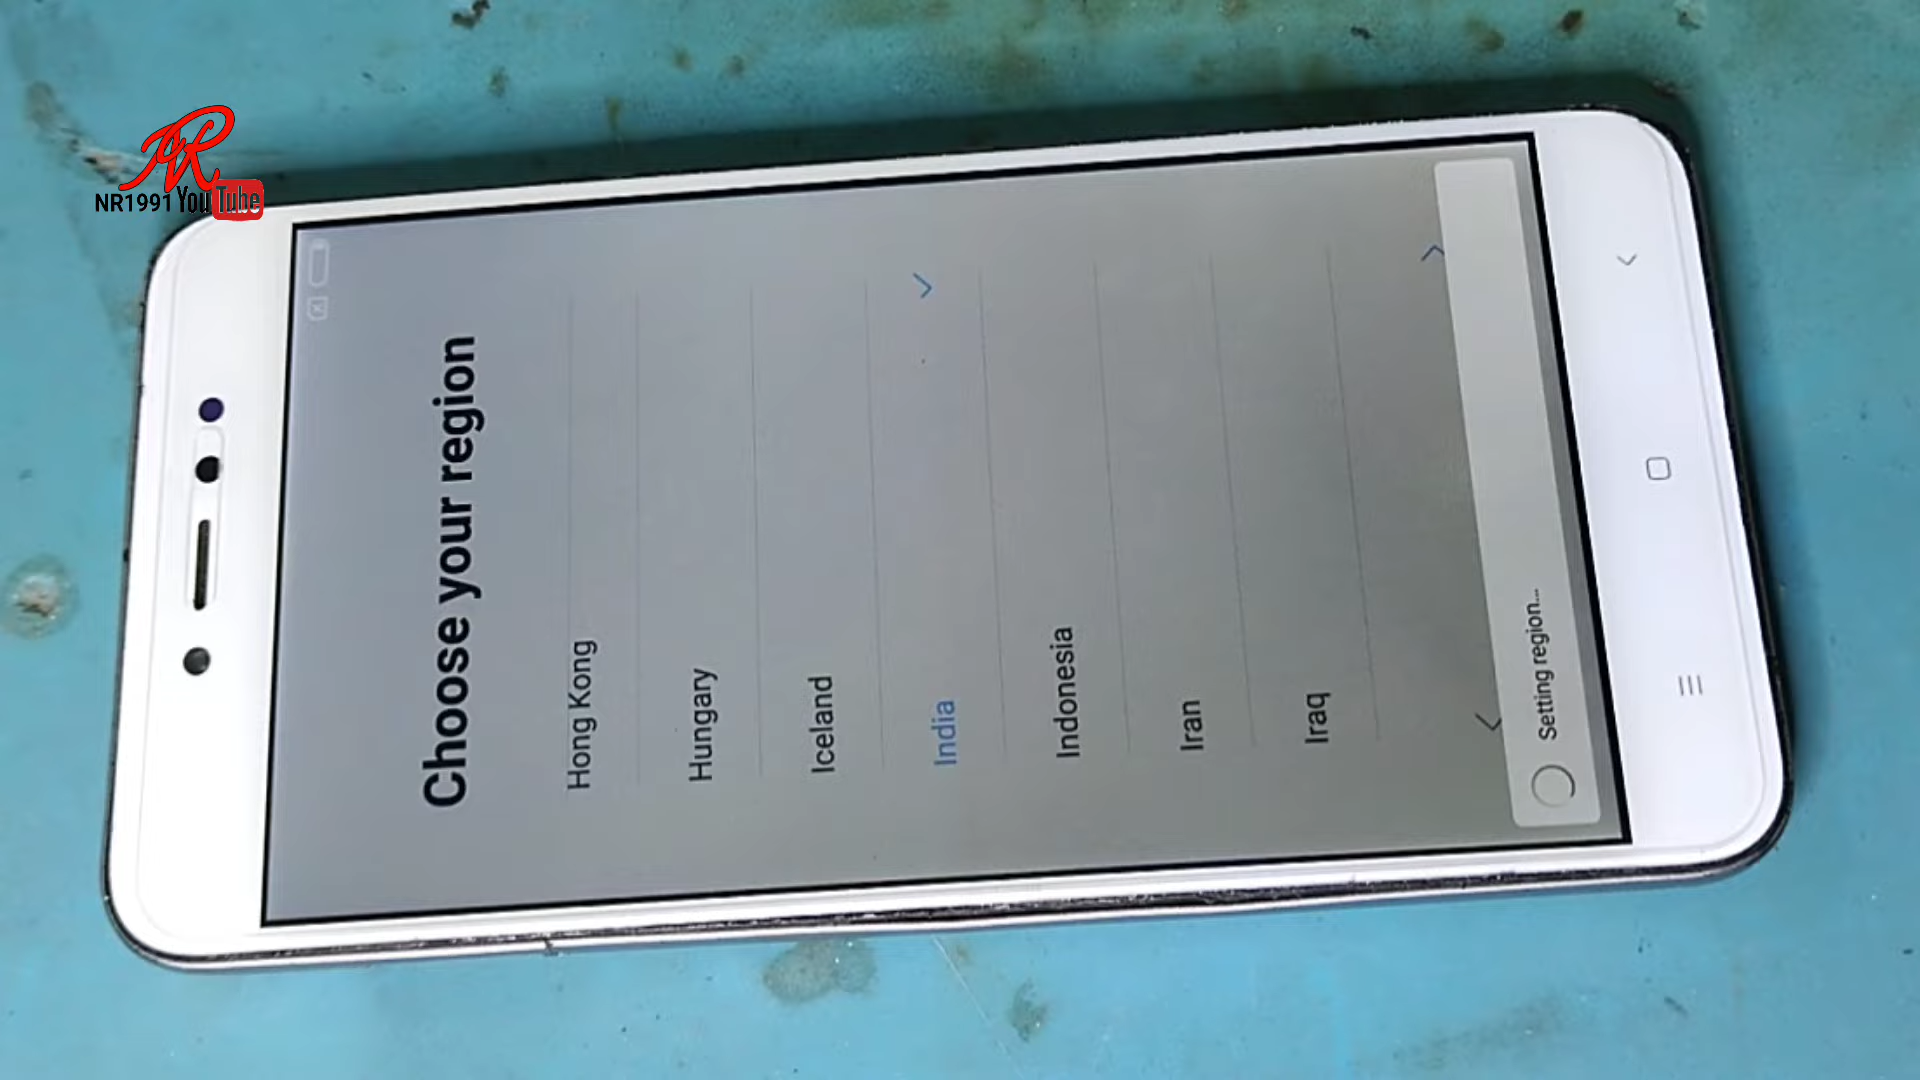 NR1991 YouTube
Choose your region
Hong Kong
Hungary
Iceland
India
Indonesia
Iran
Iraq
Setting region...